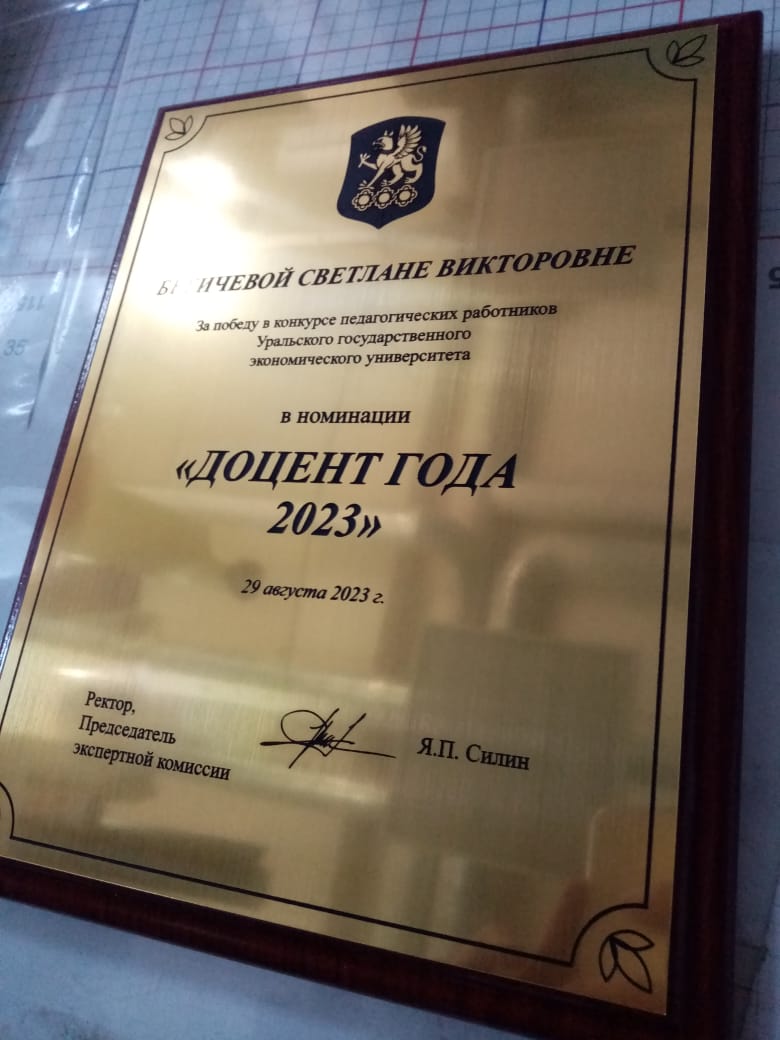 СВЕТЛАНЕ ВИКТОРОВНЕ
За победу в конкурсе педагогических работников
Уральского государственного
экономического университета
в номинации
«ДОЦЕНТ ГОДА
2023»
29 августа 2023 г.
Ректор,
Председатель
экспертной комиссии
Я.П. Силин
35